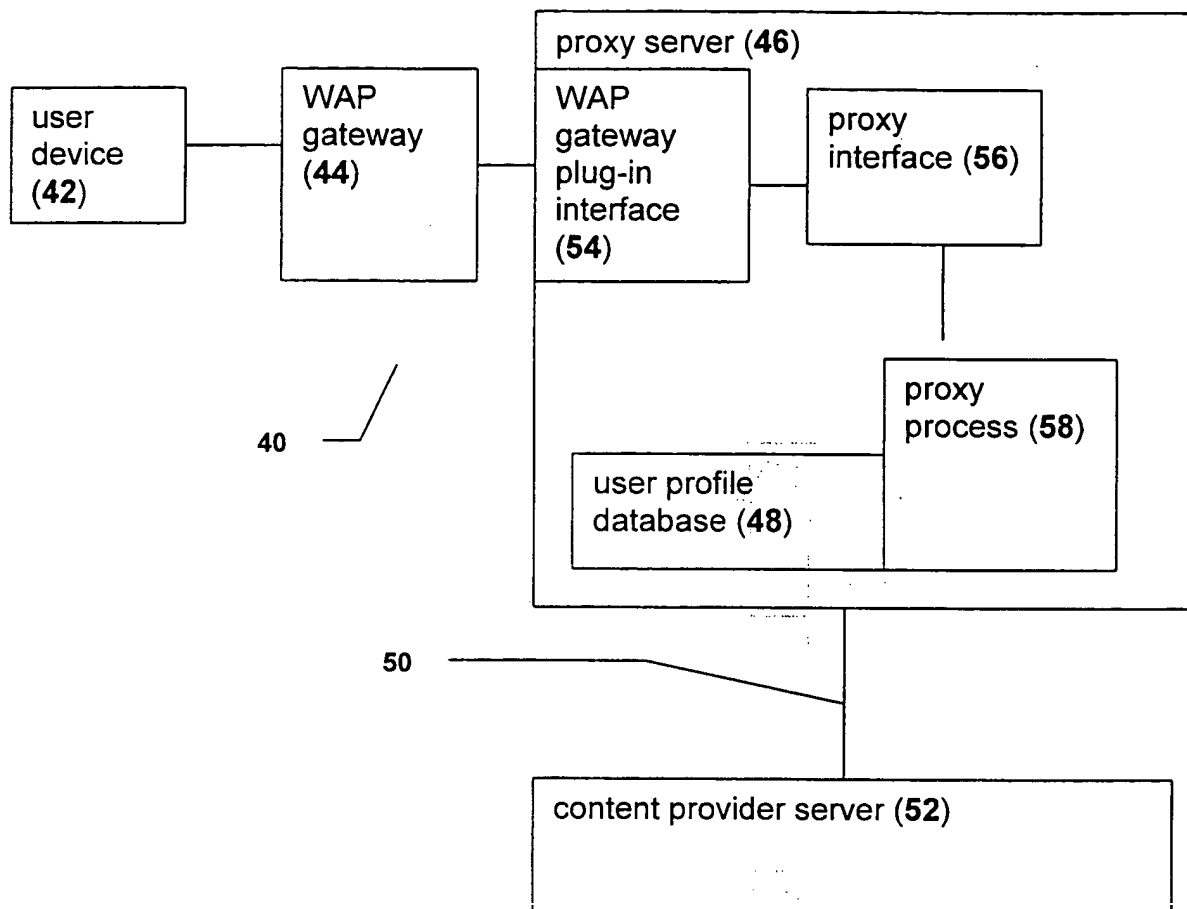 proxy server (46)
user
device
(42)
WAP
gateway
(44)
WAP
gateway
plug-in
interface
(54)
proxy
interface (56)
proxy
process (58)
user profile
database (48)
40
50
content provider server (52)